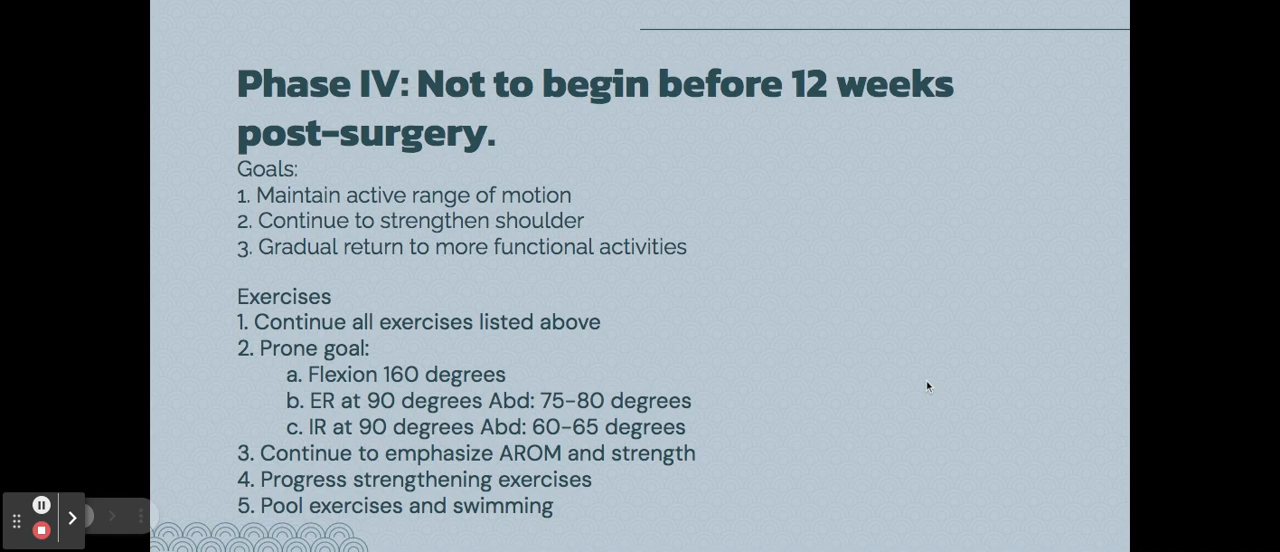 Phase IV: Not to begin before 12 weeks
post-surgery.
Goals:
1. Maintain active range of motion
2. Continue to strengthen shoulder
3. Gradual return to more functional activities
Exercises
1. Continue all exercises listed above
2. Prone goal:
a. Flexion 160 degrees
b. ER at 90 degrees Abd: 75-80 degrees
c. IR at 90 degrees Abd: 60-65 degrees
3. Continue to emphasize AROM and strength
4. Progress strengthening exercises
5. Pool exercises and swimming